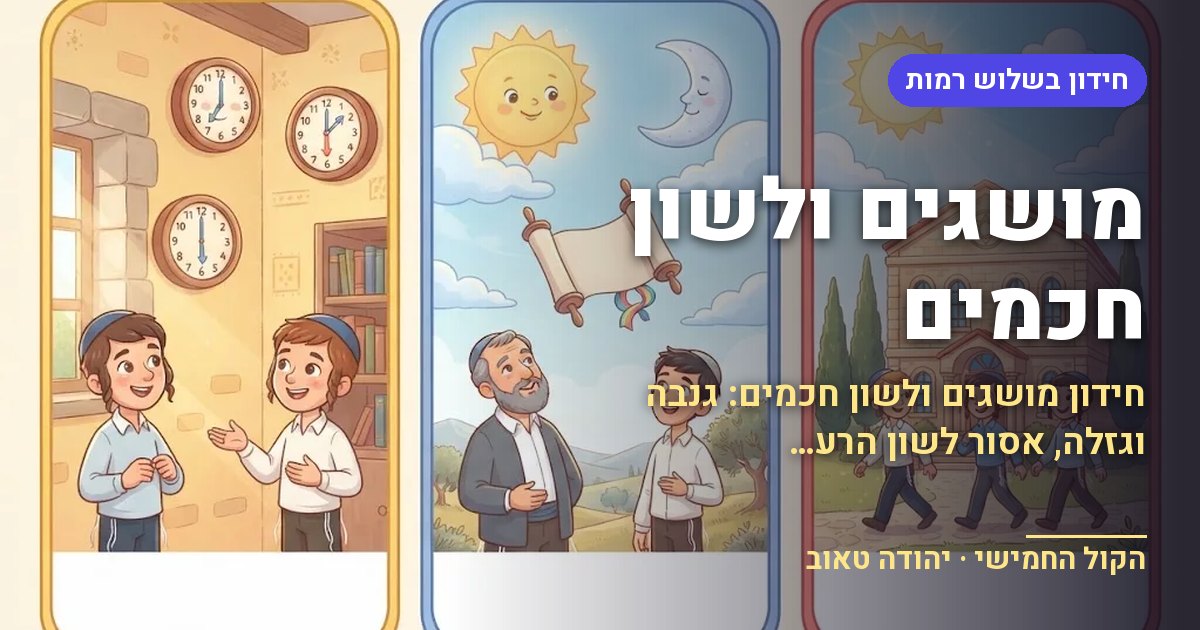 חידון בשלוש רמות
מושגים ולשון
חכמים
חידון מושגים ולשון חכמים: גנבה
וגזלה, אסור לשון הרע...
הקול החמישי · יהודה טאוב